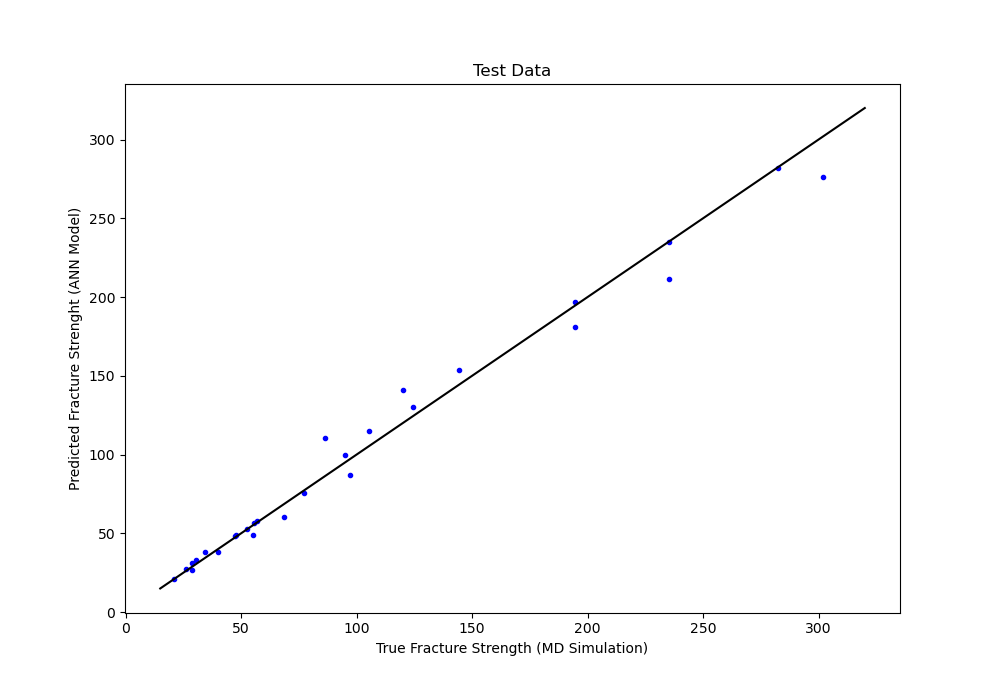 Test Data
Predicted Fracture Strenght (ANN Model)
300
250
200
150
100
50
0
0 50 100 150 200 250 300
True Fracture Strength (MD Simulation)